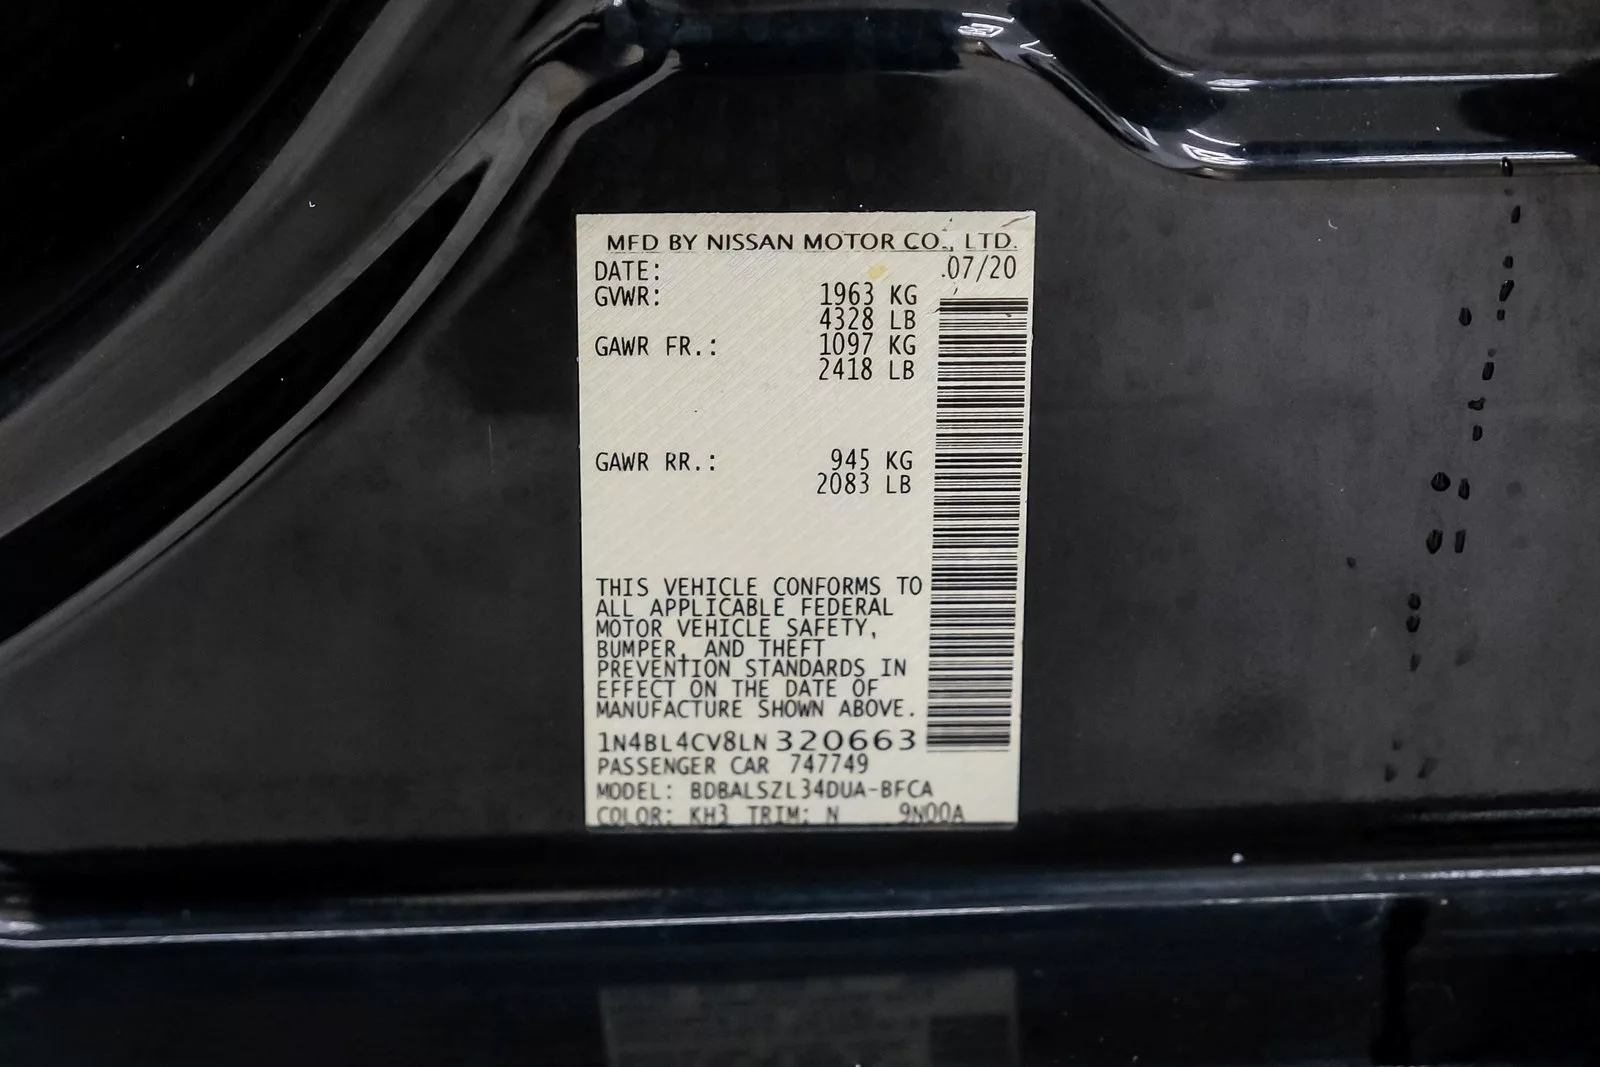 MFD BY NISSAN MOTOR CO., LTD.
DATE: 07/20
GVWR: 1963 KG
4328 LB
GAWR FR.: 1097 KG
2418 LB
GAWR RR.: 945 KG
2083 LB
THIS VEHICLE CONFORMS TO
ALL APPLICABLE FEDERAL
MOTOR VEHICLE SAFETY,
BUMPER, AND THEFT
PREVENTION STANDARDS IN
EFFECT ON THE DATE OF
MANUFACTURE SHOWN ABOVE.
1N4BL4CV8LN320663
PASSENGER CAR 747749
MODEL: BDBALSZL34DUA-BFCA
COLOR: KH3 TRIM: N 9N00A